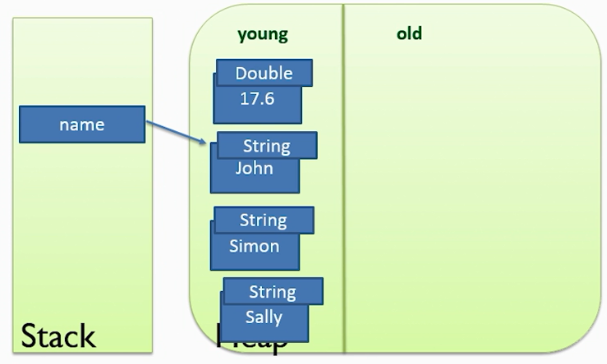 young
old
Double
17.6
name
String
John
String
Simon
String
Sally
Stack
Heap